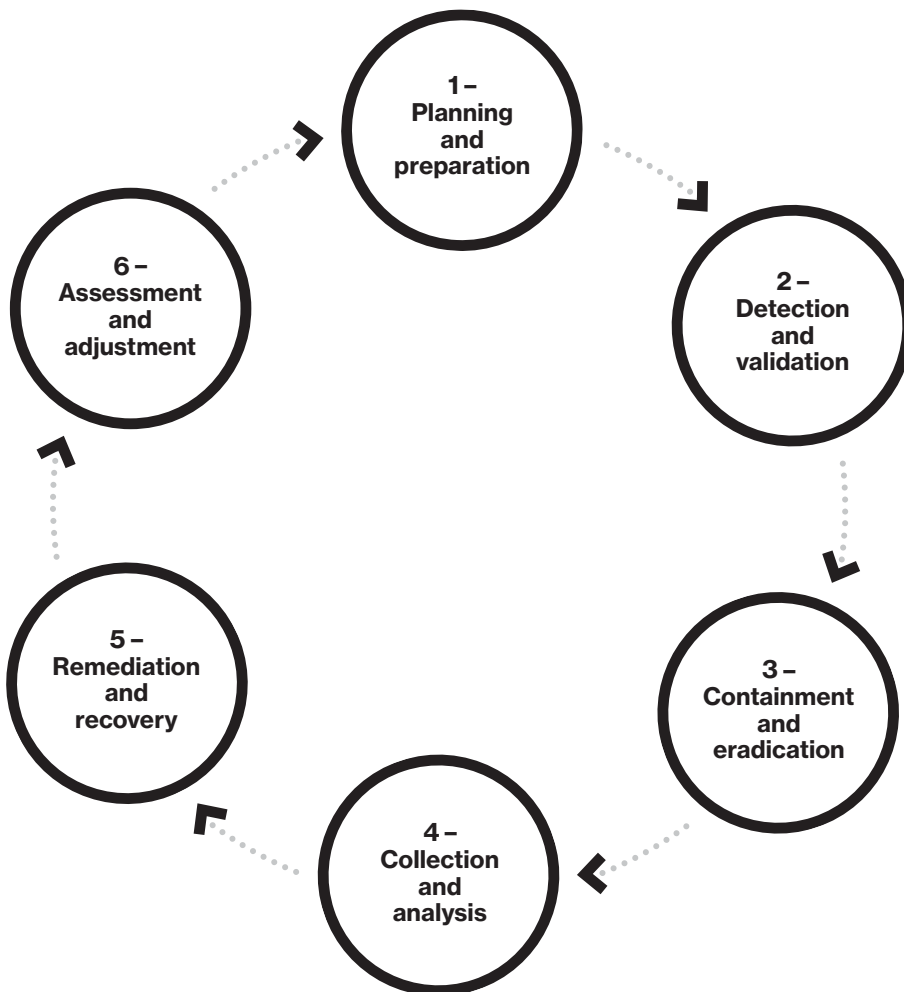 1 –
Planning
and
preparation
2 –
Detection
and
validation
3 –
Containment
and
eradication
4 –
Collection
and
analysis
5 –
Remediation
and
recovery
6 –
Assessment
and
adjustment